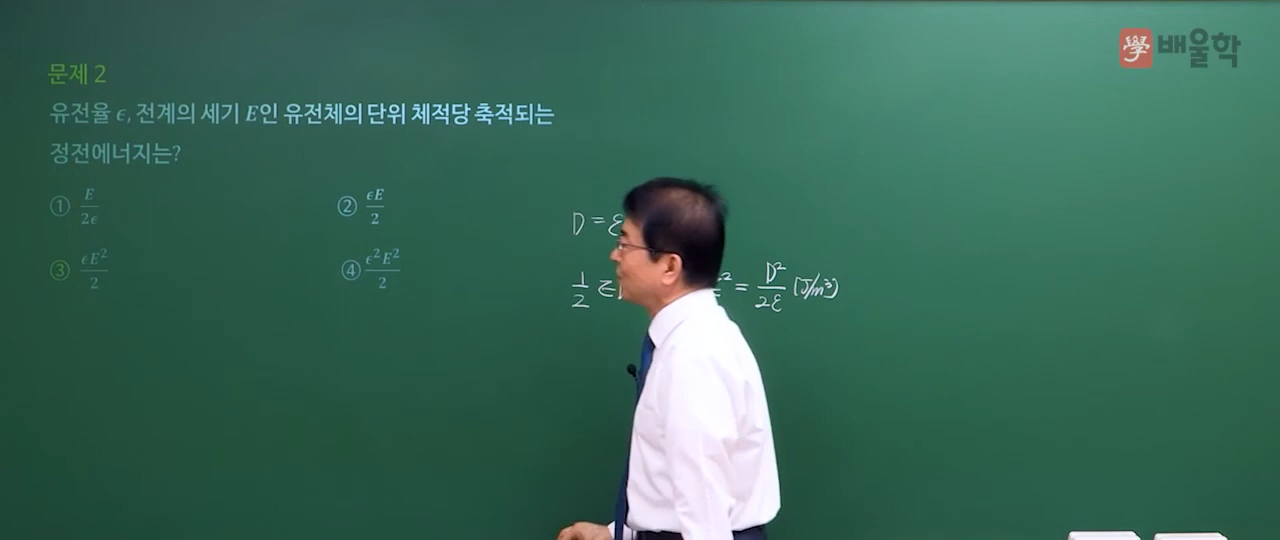 學 배울학
문제 2
유전율 ϵ, 전계의 세기 E인 유전체의 단위 체적당 축적되는
정전에너지는?
① E/2ϵ ② ϵE/2
③ ϵE²/2 ④ ϵ²E²/2
D = ε
1/2 = D²/2ε [J/m³]